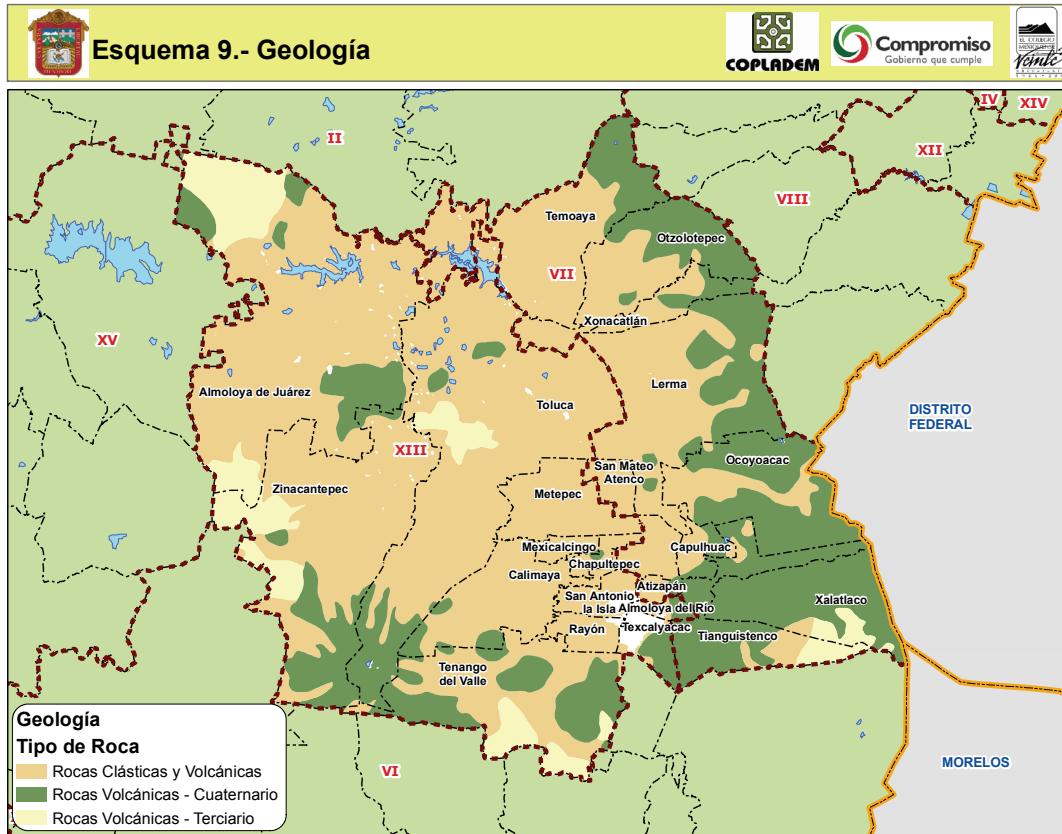 Esquema 9.- Geología
COPLADEM
Compromiso
Gobierno que cumple
EL COLEGIO
MEXIQUENSE
IV
XIV
II
XII
VIII
Temoaya
Otzolotepec
VII
Xonacatlán
XV
Almoloya de Juárez
Lerma
Toluca
DISTRITO
FEDERAL
XIII
Ocoyoacac
San Mateo
Atenco
Zinacantepec
Metepec
Mexicalcingo
Capulhuac
Chapultepec
Calimaya
Atizapán
San Antonio
la Isla
Almoloya del Río
Xalatlaco
Rayón
Texcalyacac
Tianguistenco
Tenango
del Valle
VI
MORELOS
Geología
Tipo de Roca
Rocas Clásticas y Volcánicas
Rocas Volcánicas - Cuaternario
Rocas Volcánicas - Terciario